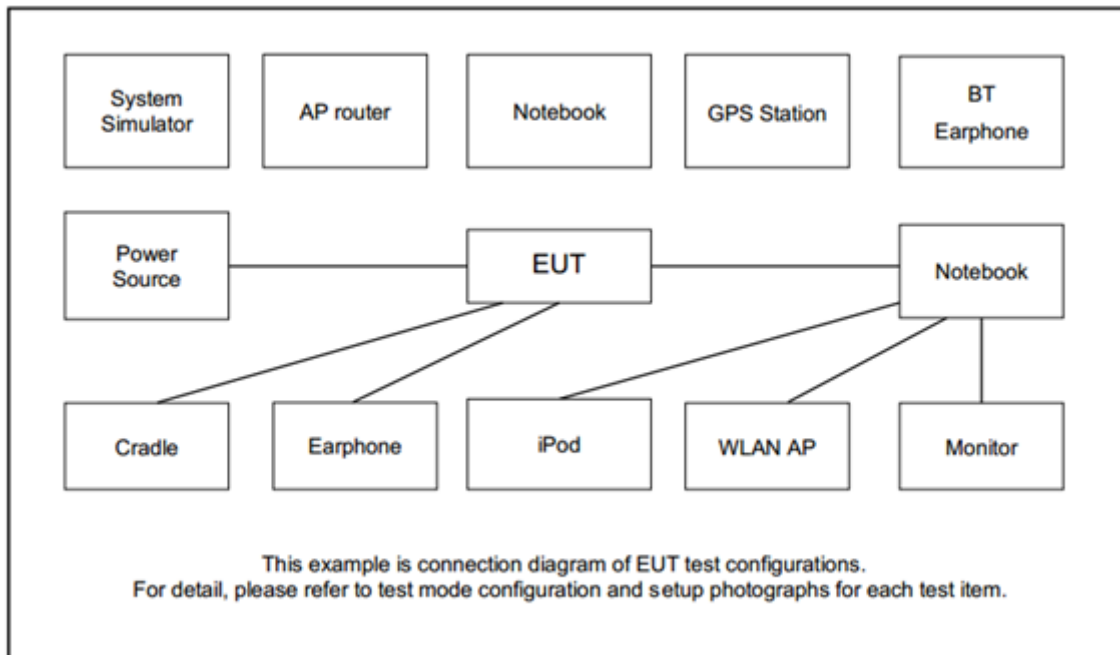 System
Simulator
AP router
Notebook
GPS Station
BT
Earphone
Power
Source
EUT
Notebook
Cradle
Earphone
iPod
WLAN AP
Monitor
This example is connection diagram of EUT test configurations.
For detail, please refer to test mode configuration and setup photographs for each test item.